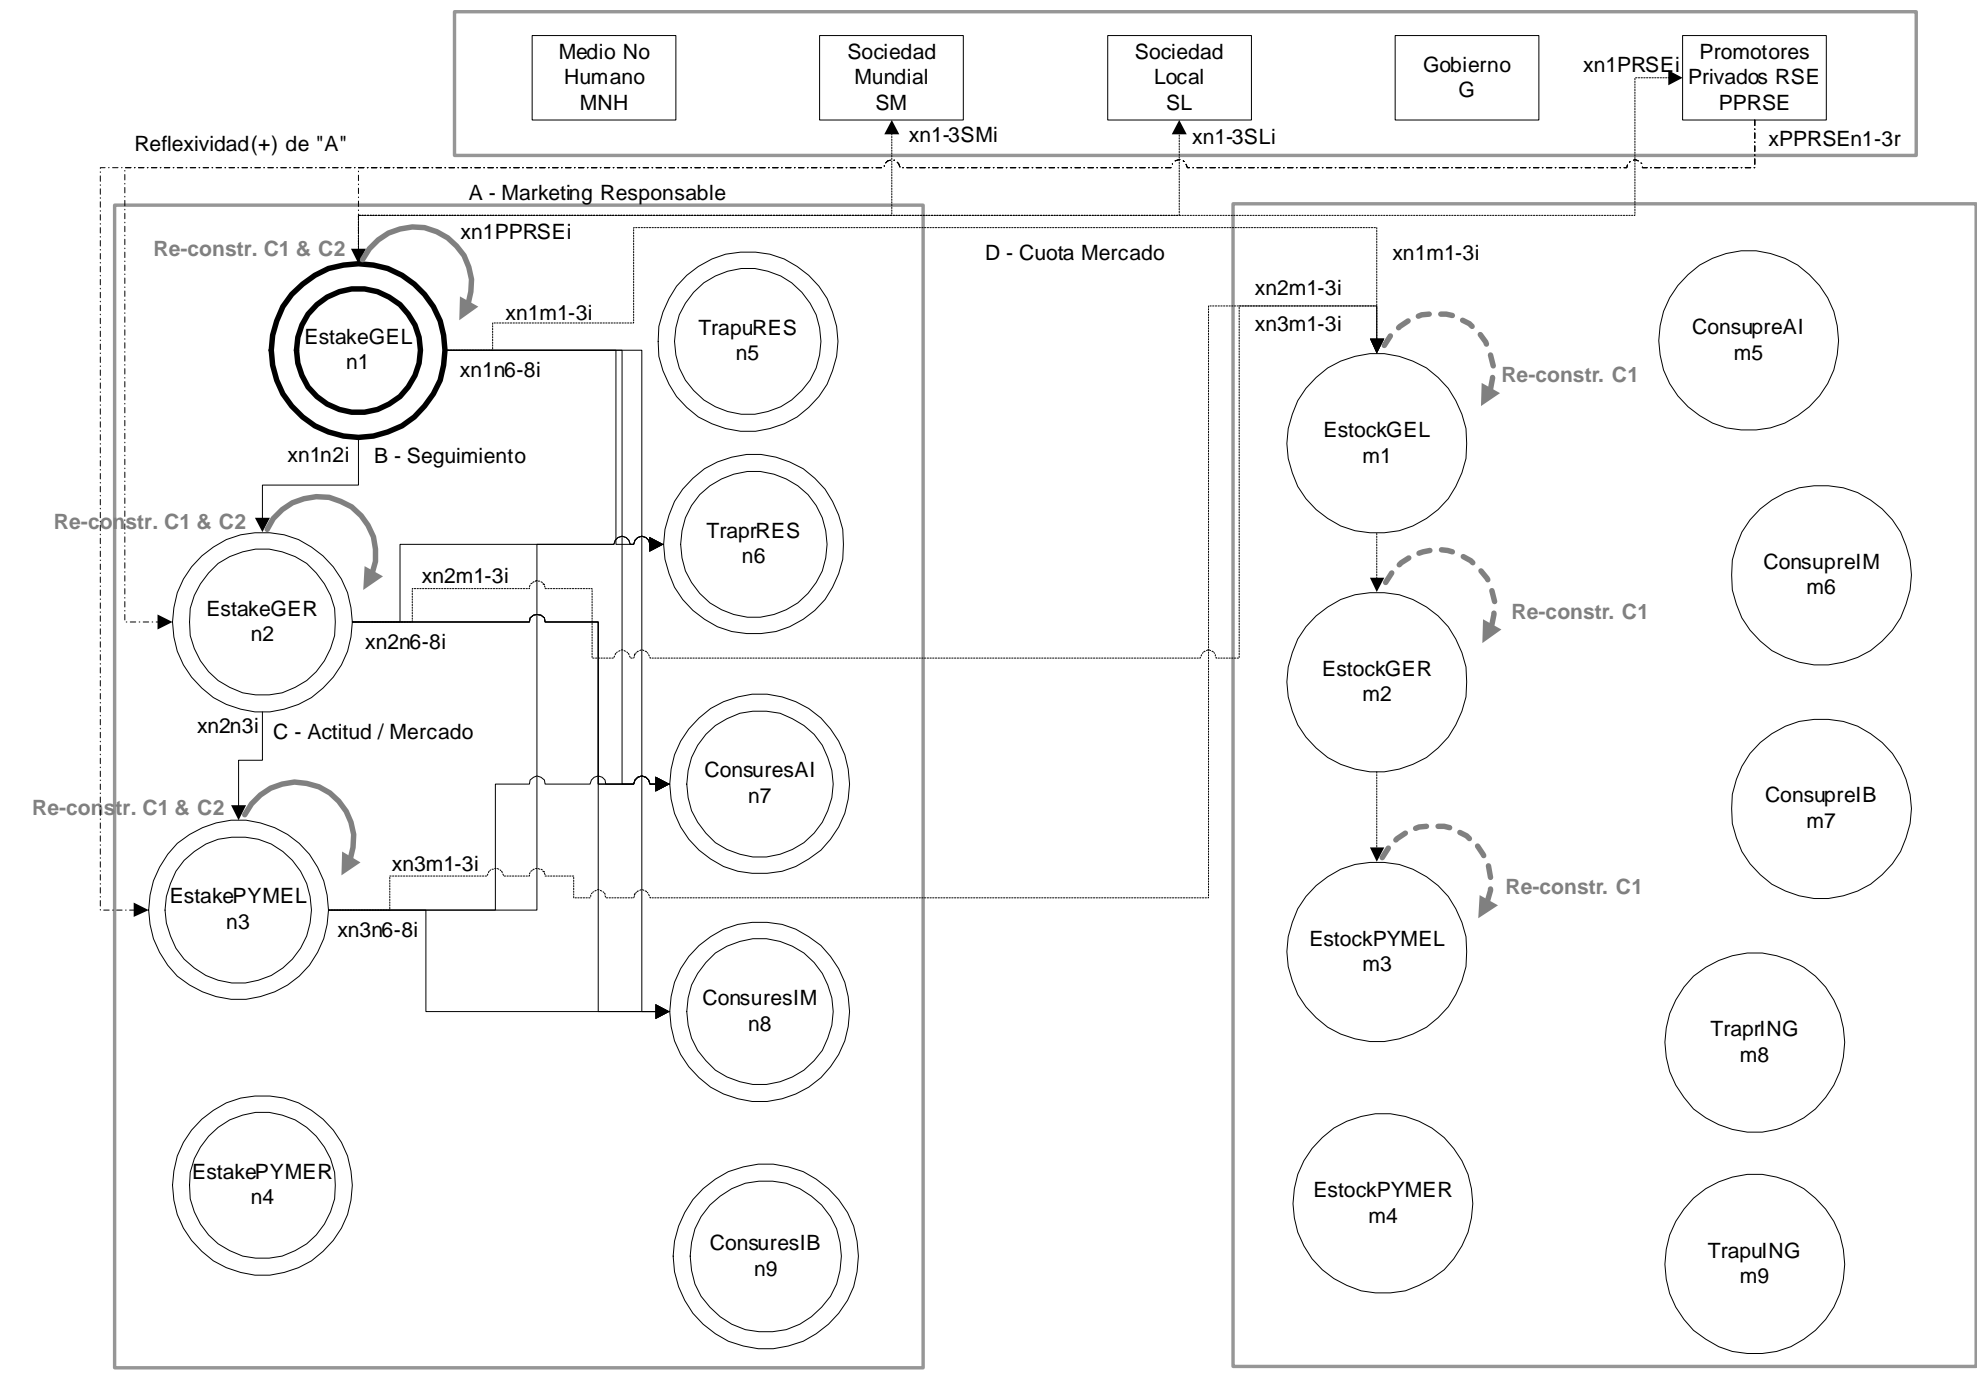 Medio No
Humano
MNH
Sociedad
Mundial
SM
Sociedad
Local
SL
Gobierno
G
xn1PRSEi
Promotores
Privados RSE
PPRSE
Reflexividad(+) de "A"
xn1-3SMi
xn1-3SLi
xPPRSEn1-3r
A - Marketing Responsable
Re-constr. C1 & C2
xn1PPRSEi
D - Cuota Mercado
xn1m1-3i
xn2m1-3i
xn3m1-3i
xn1m1-3i
EstakeGEL
n1
xn1n6-8i
TrapuRES
n5
ConsupreAI
m5
Re-constr. C1
EstockGEL
m1
xn1n2i
B - Seguimiento
Re-constr. C1 & C2
TraprRES
n6
ConsupreIM
m6
xn2m1-3i
EstakeGER
n2
xn2n6-8i
Re-constr. C1
EstockGER
m2
xn2n3i
C - Actitud / Mercado
ConsuresAI
n7
ConsupreIB
m7
Re-constr. C1 & C2
xn3m1-3i
EstakePYMEL
n3
xn3n6-8i
Re-constr. C1
EstockPYMEL
m3
ConsuresIM
n8
TraprING
m8
EstakePYMER
n4
EstockPYMER
m4
ConsuresIB
n9
TrapuING
m9